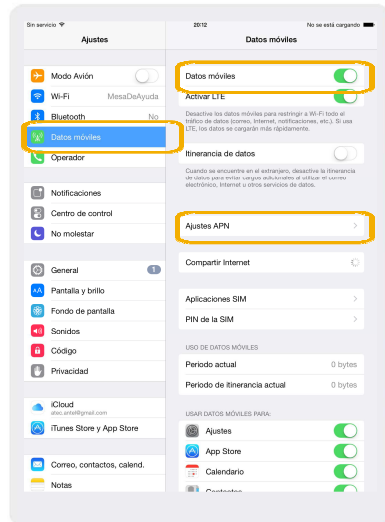 Sin servicio 20:12 No se está cargando
Ajustes
Modo Avión
Wi-Fi MesaDeAyuda
Bluetooth No
Datos móviles
Operador
Notificaciones
Centro de control
No molestar
General 1
Pantalla y brillo
Fondo de pantalla
Sonidos
Código
Privacidad
iCloud
atec.antel@gmail.com
iTunes Store y App Store
Correo, contactos, calend.
Notas
Datos móviles
Datos móviles
Activar LTE
Desactive los datos móviles para restringir a Wi-Fi todo el
tráfico de datos (correo, Internet, notificaciones, etc.). Si usa
LTE, los datos se cargarán más rápidamente.
Itinerancia de datos
Cuando se encuentre en el extranjero, desactive la itinerancia
de datos para evitar cargos adicionales al utilizar el correo
electrónico, Internet u otros servicios de datos.
Ajustes APN
Compartir Internet
Aplicaciones SIM
PIN de la SIM
USO DE DATOS MÓVILES
Periodo actual 0 bytes
Periodo de itinerancia actual 0 bytes
USAR DATOS MÓVILES PARA:
Ajustes
App Store
Calendario
Contactos